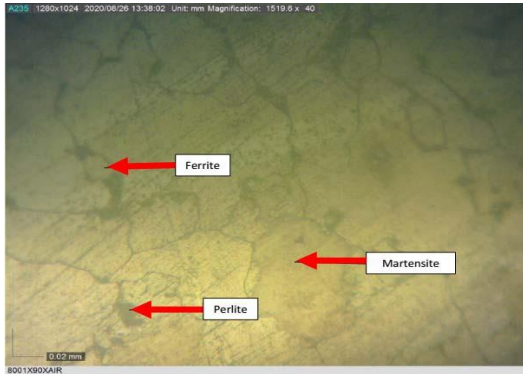 A235 1280x1024 2020/08/26 13:38:02 Unit: mm Magnification: 1519.6 x 40
Ferrite
Martensite
Perlite
0.02 mm
8001X90XAIR